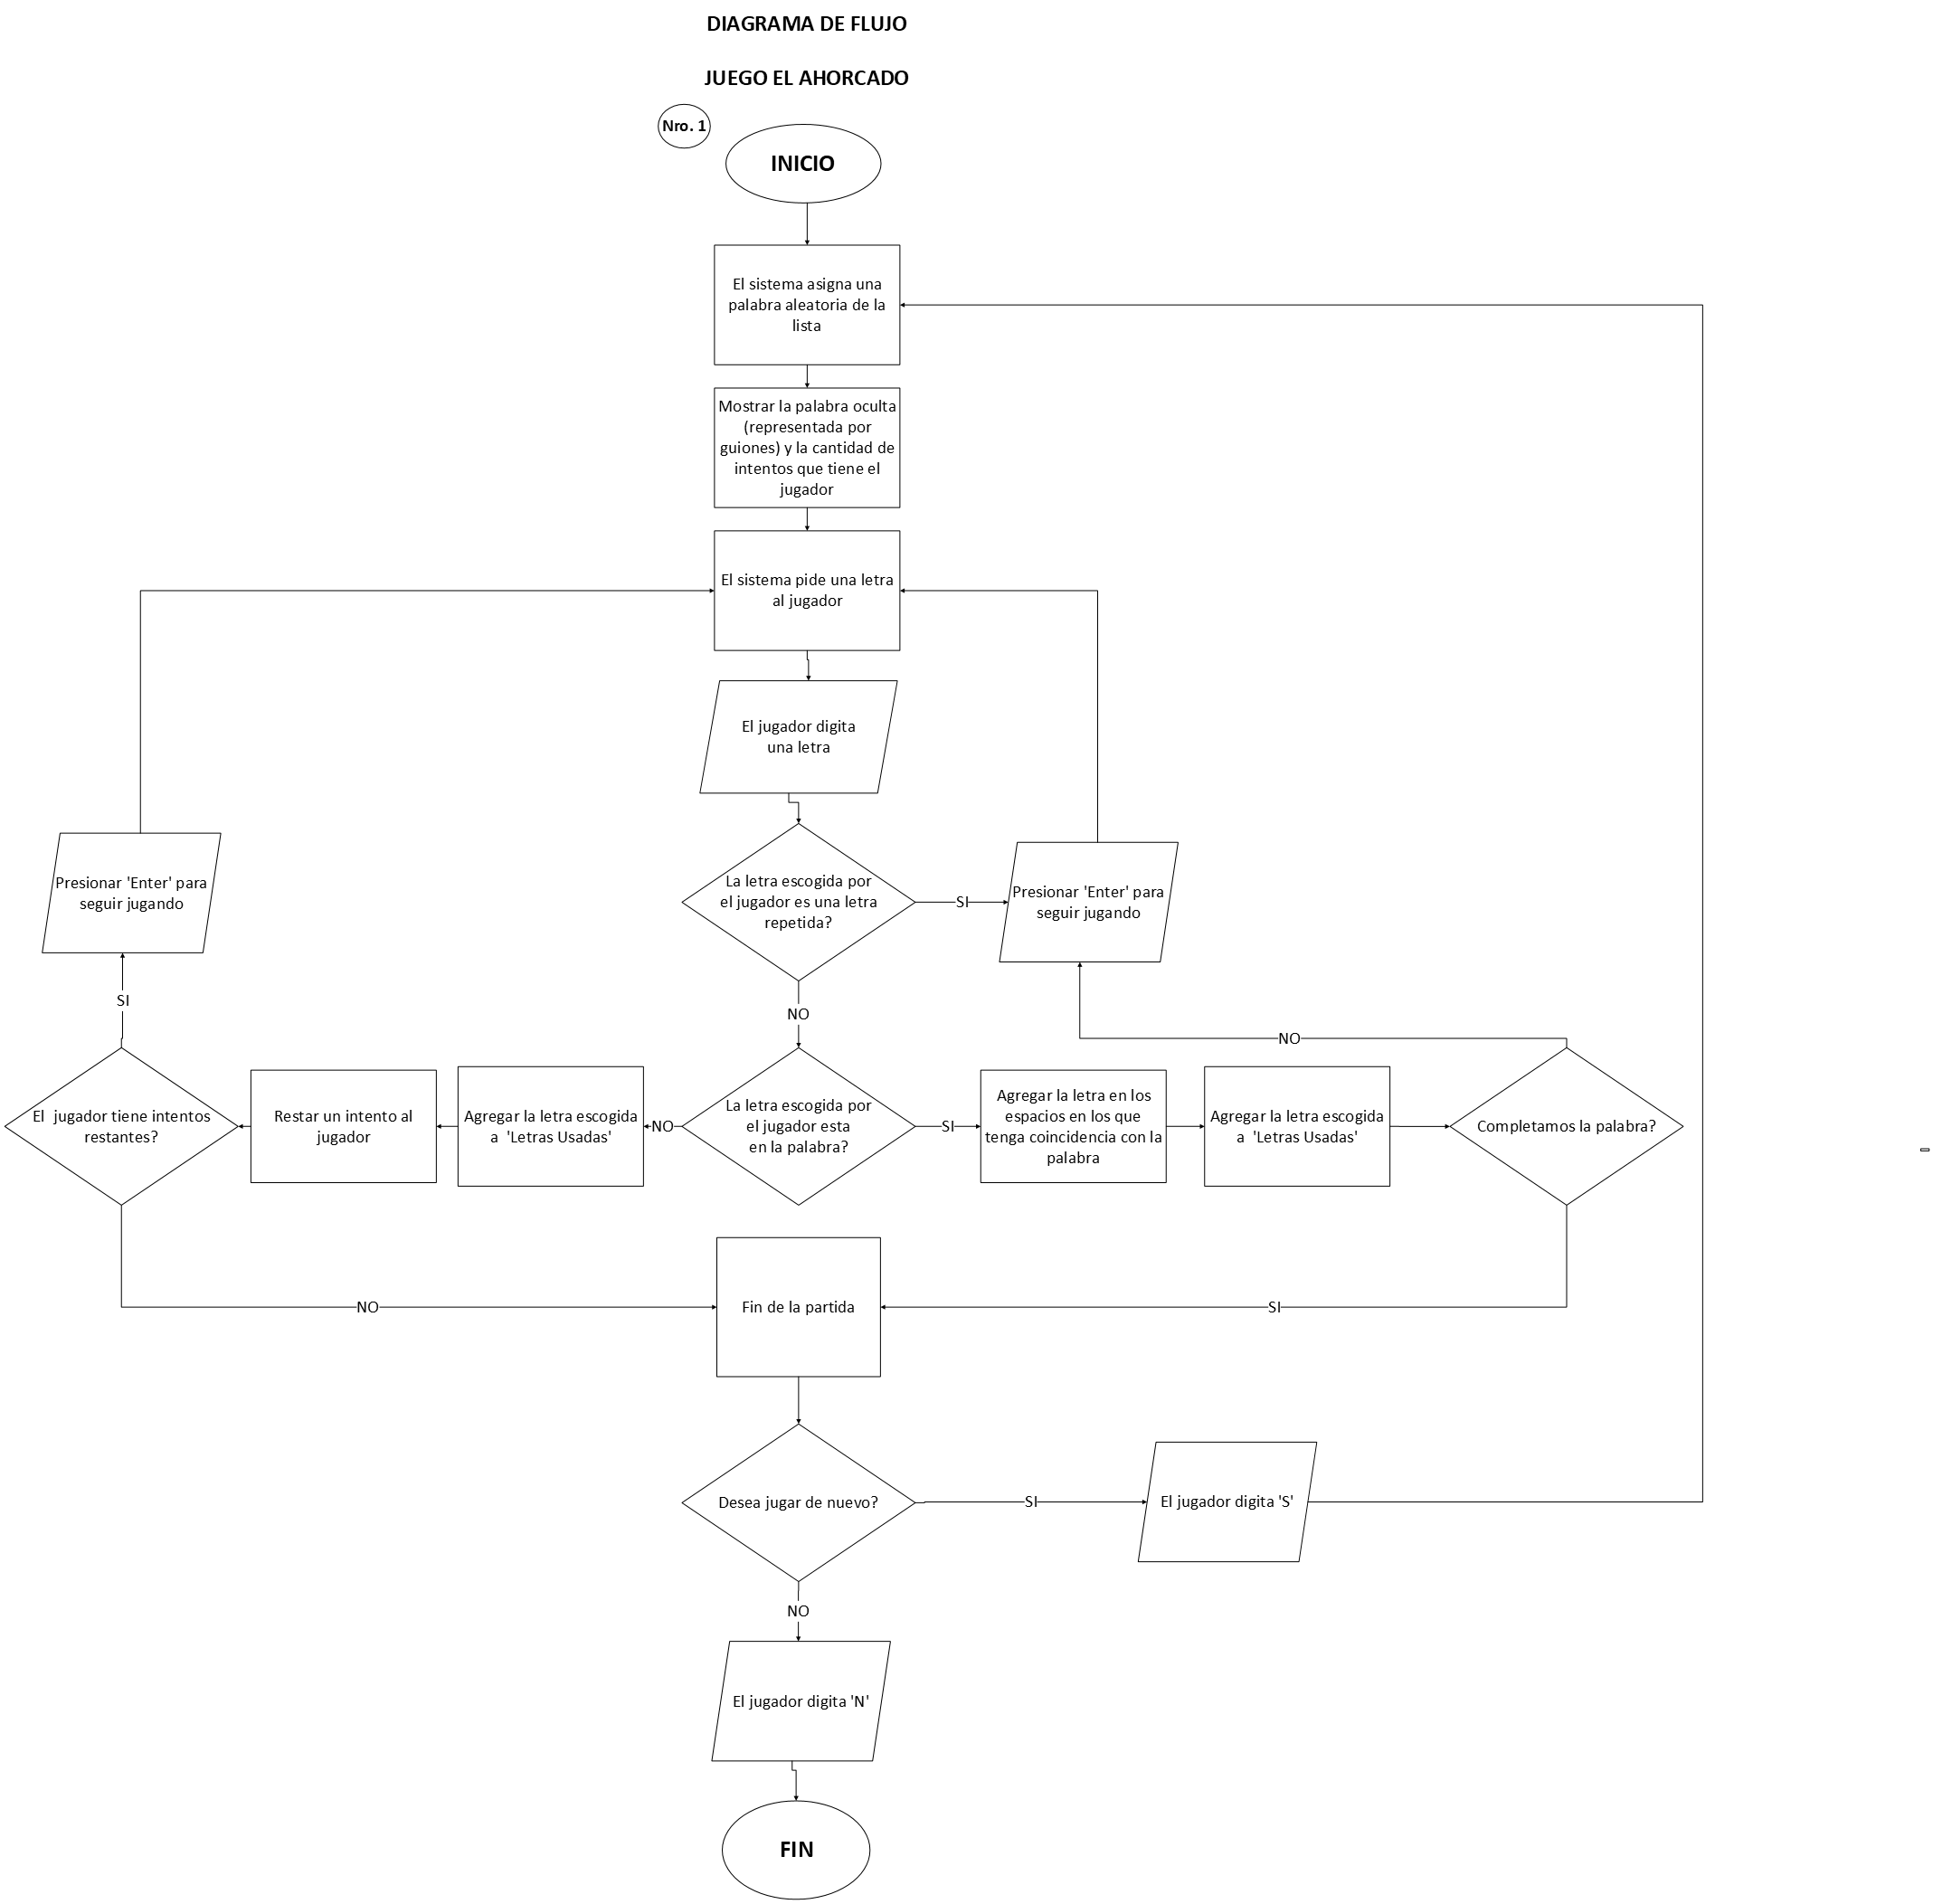 DIAGRAMA DE FLUJO
JUEGO EL AHORCADO
Nro. 1
INICIO
El sistema asigna una
palabra aleatoria de la
lista
Mostrar la palabra oculta
(representada por
guiones) y la cantidad de
intentos que tiene el
jugador
El sistema pide una letra
al jugador
El jugador digita
una letra
Presionar 'Enter' para
seguir jugando
La letra escogida por
el jugador es una letra
repetida?
SI
Presionar 'Enter' para
seguir jugando
SI
NO
NO
El  jugador tiene intentos
restantes?
Restar un intento al
jugador
Agregar la letra escogida
a  'Letras Usadas'
NO
La letra escogida por
el jugador esta
en la palabra?
SI
Agregar la letra en los
espacios en los que
tenga coincidencia con la
palabra
Agregar la letra escogida
a  'Letras Usadas'
Completamos la palabra?
NO
Fin de la partida
SI
Desea jugar de nuevo?
SI
El jugador digita 'S'
NO
El jugador digita 'N'
FIN